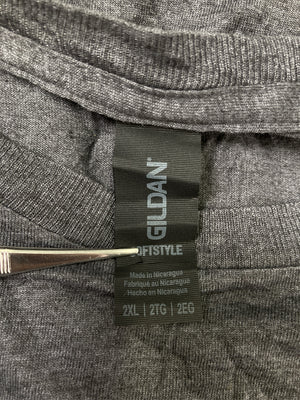 GILDAN
OFTSTYLE
Made in Nicaragua
Fabriqué au Nicaragua
Hecho en Nicaragua
2XL | 2TG | 2EG